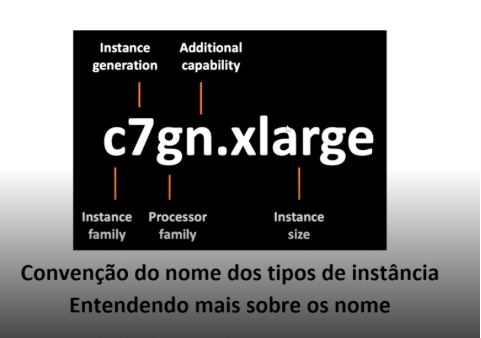 Instance
generation
Additional
capability
c7gn.xlarge
Instance
family
Processor
family
Instance
size
Convenção do nome dos tipos de instância
Entendendo mais sobre os nome